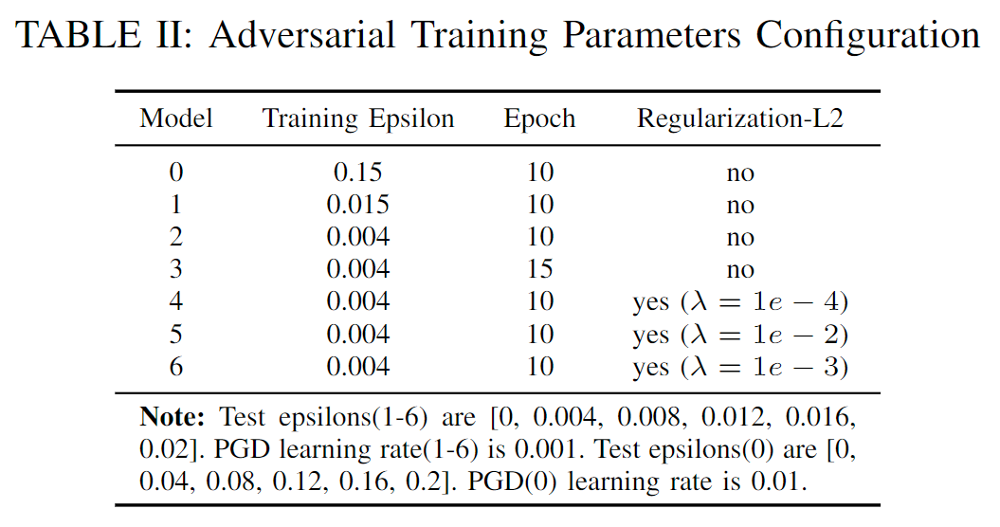 TABLE II: Adversarial Training Parameters Configuration
Model Training Epsilon Epoch Regularization-L2
0 0.15 10 no
1 0.015 10 no
2 0.004 10 no
3 0.004 15 no
4 0.004 10 yes (λ = 1e − 4)
5 0.004 10 yes (λ = 1e − 2)
6 0.004 10 yes (λ = 1e − 3)
Note: Test epsilons(1-6) are [0, 0.004, 0.008, 0.012, 0.016,
0.02]. PGD learning rate(1-6) is 0.001. Test epsilons(0) are [0,
0.04, 0.08, 0.12, 0.16, 0.2]. PGD(0) learning rate is 0.01.